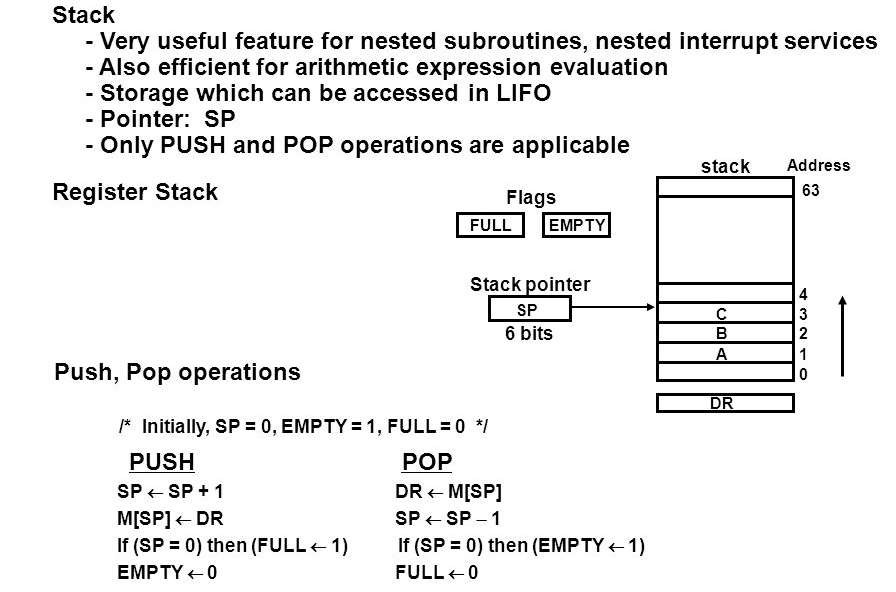 Stack
- Very useful feature for nested subroutines, nested interrupt services
- Also efficient for arithmetic expression evaluation
- Storage which can be accessed in LIFO
- Pointer: SP
- Only PUSH and POP operations are applicable
stack Address
Register Stack
63
Flags
FULL EMPTY
Stack pointer
4
SP
C 3
6 bits
B 2
A 1
0
Push, Pop operations
DR
/* Initially, SP = 0, EMPTY = 1, FULL = 0 */
PUSH POP
SP ← SP + 1 DR ← M[SP]
M[SP] ← DR SP ← SP − 1
If (SP = 0) then (FULL ← 1) If (SP = 0) then (EMPTY ← 1)
EMPTY ← 0 FULL ← 0